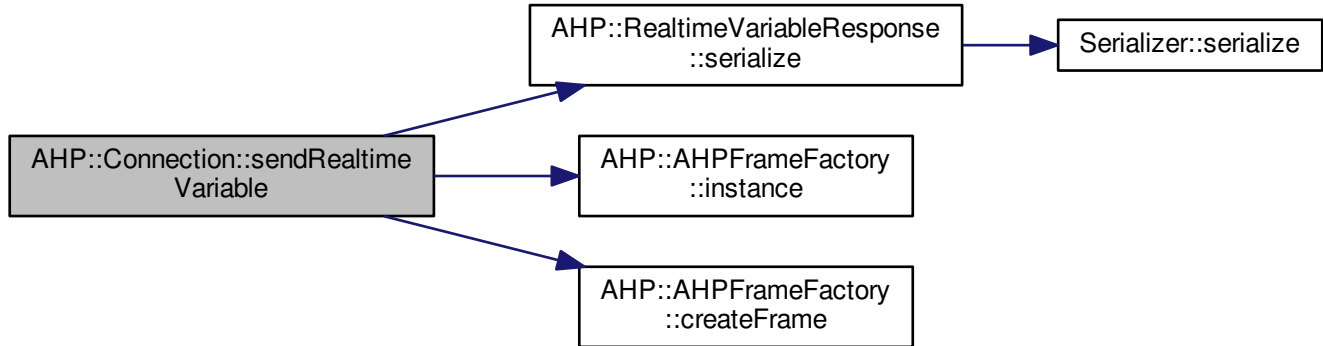 AHP::RealtimeVariableResponse
::serialize
Serializer::serialize
AHP::Connection::sendRealtime
Variable
AHP::AHPFrameFactory
::instance
AHP::AHPFrameFactory
::createFrame